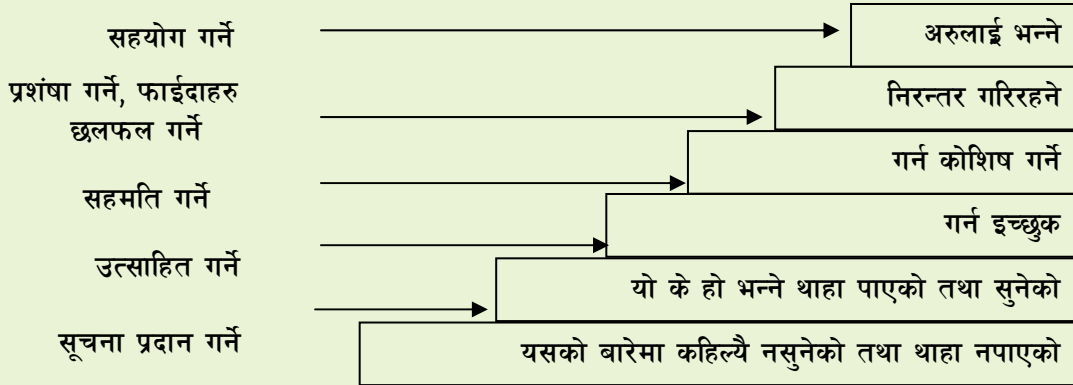 सहयोग गर्ने
अरुलाई भन्ने
प्रशंषा गर्ने, फाईदाहरु
छलफल गर्ने
निरन्तर गरिरहने
गर्न कोशिष गर्ने
सहमति गर्ने
गर्न इच्छुक
उत्साहित गर्ने
यो के हो भन्ने थाहा पाएको तथा सुनेको
सूचना प्रदान गर्ने
यसको बारेमा कहिल्यै नसुनेको तथा थाहा नपाएको